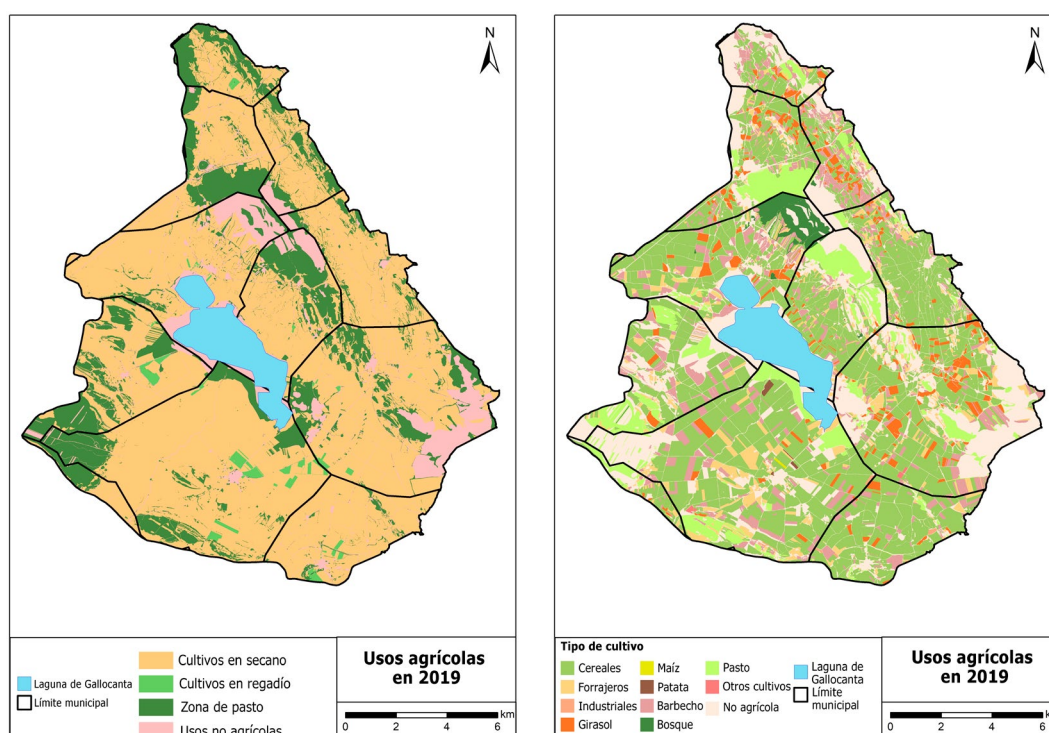 N
N
Cultivos en secano
Cultivos en regadío
Zona de pasto
Usos no agrícolas
Laguna de Gallocanta
Límite municipal
Usos agrícolas
en 2019
km
0 2 4 6
Tipo de cultivo
Cereales
Forrajeros
Industriales
Girasol
Maíz
Patata
Barbecho
Bosque
Pasto
Otros cultivos
No agrícola
Laguna de
Gallocanta
Límite
municipal
Usos agrícolas
en 2019
0 2 4 6